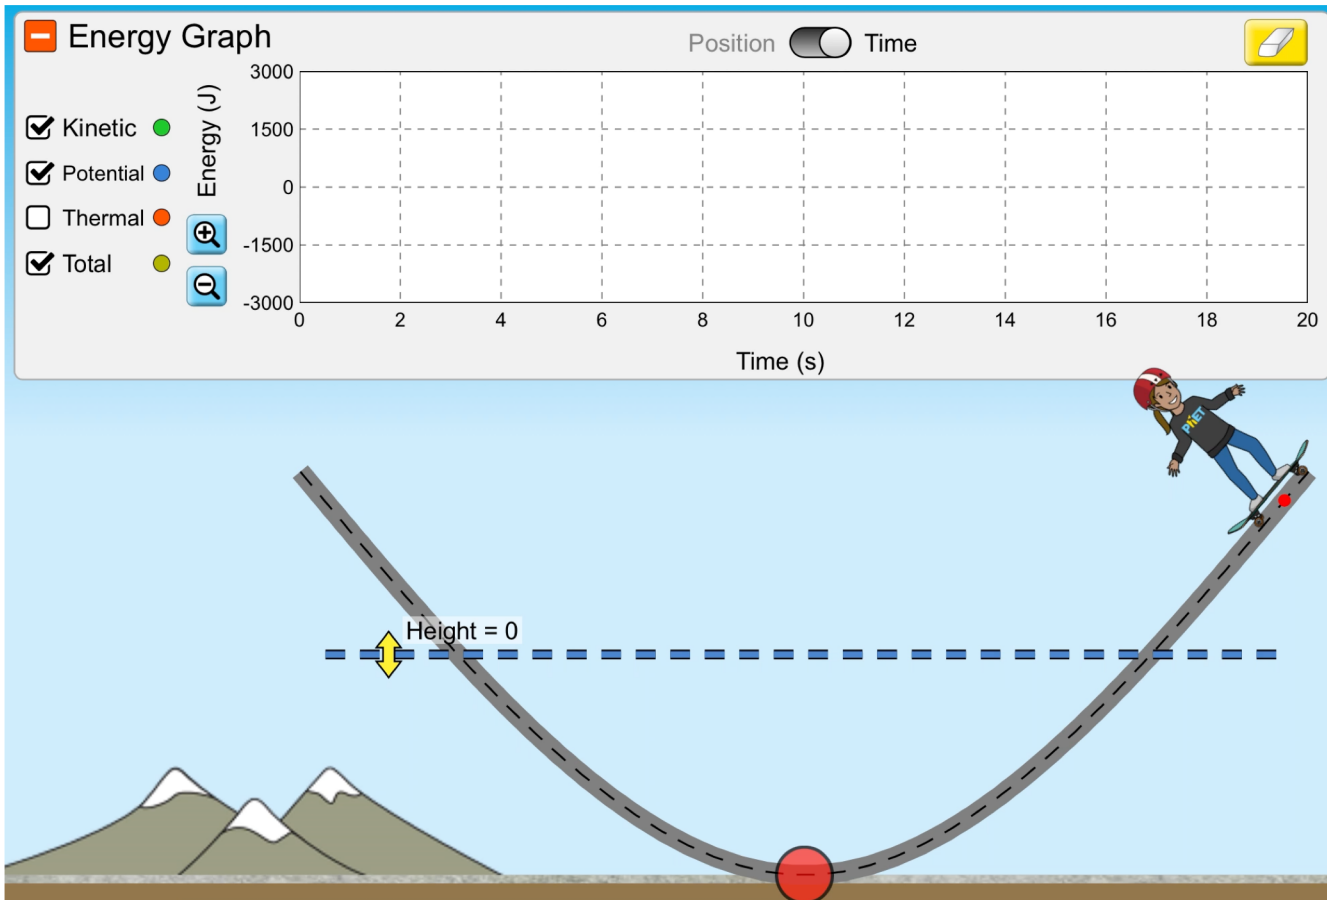 Energy Graph
Position Time
Energy (J)
3000
1500
0
-1500
-3000
Kinetic
Potential
Thermal
Total
0 2 4 6 8 10 12 14 16 18 20
Time (s)
PhET
Height = 0